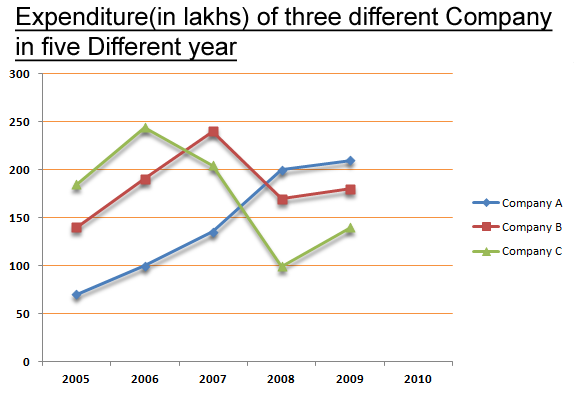 Expenditure(in lakhs) of three different Company
in five Different year
300
250
200
150
100
50
0
2005 2006 2007 2008 2009 2010
Company A
Company B
Company C